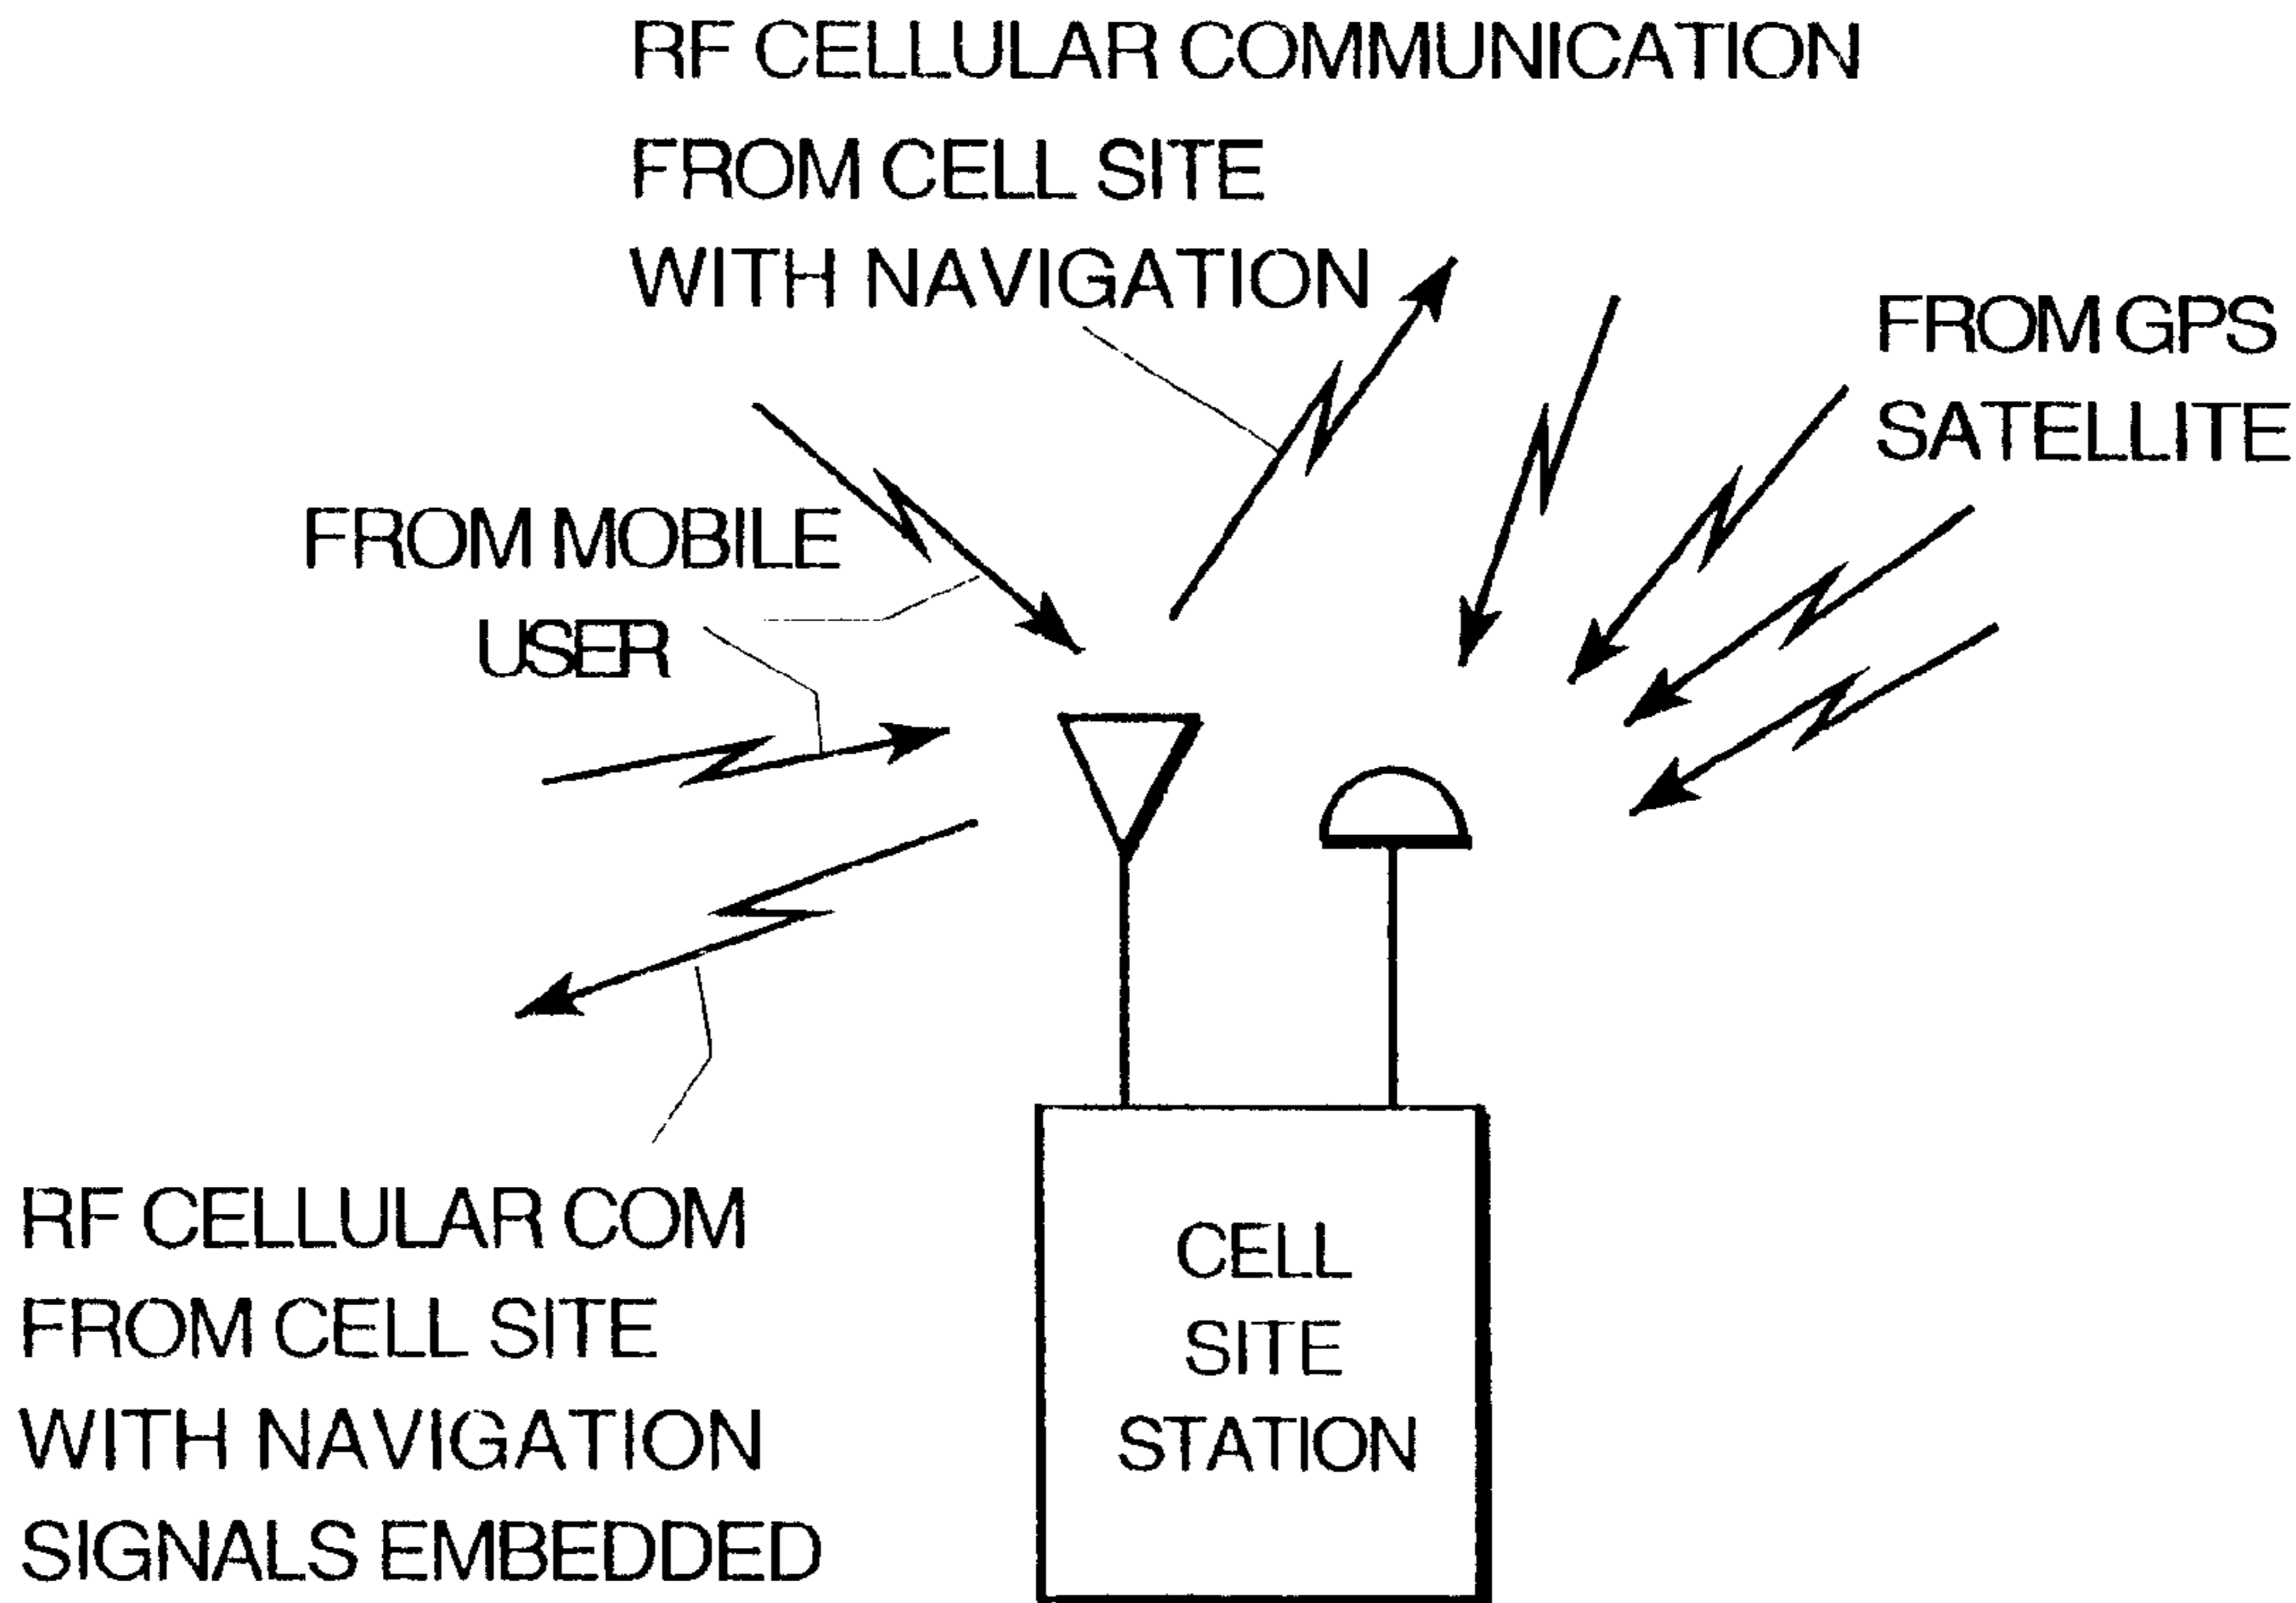 RF CELLULAR COMMUNICATION
FROM CELL SITE
WITH NAVIGATION
FROM GPS
SATELLITE
FROM MOBILE
USER
RF CELLULAR COM
FROM CELL SITE
WITH NAVIGATION
SIGNALS EMBEDDED
CELL
SITE
STATION